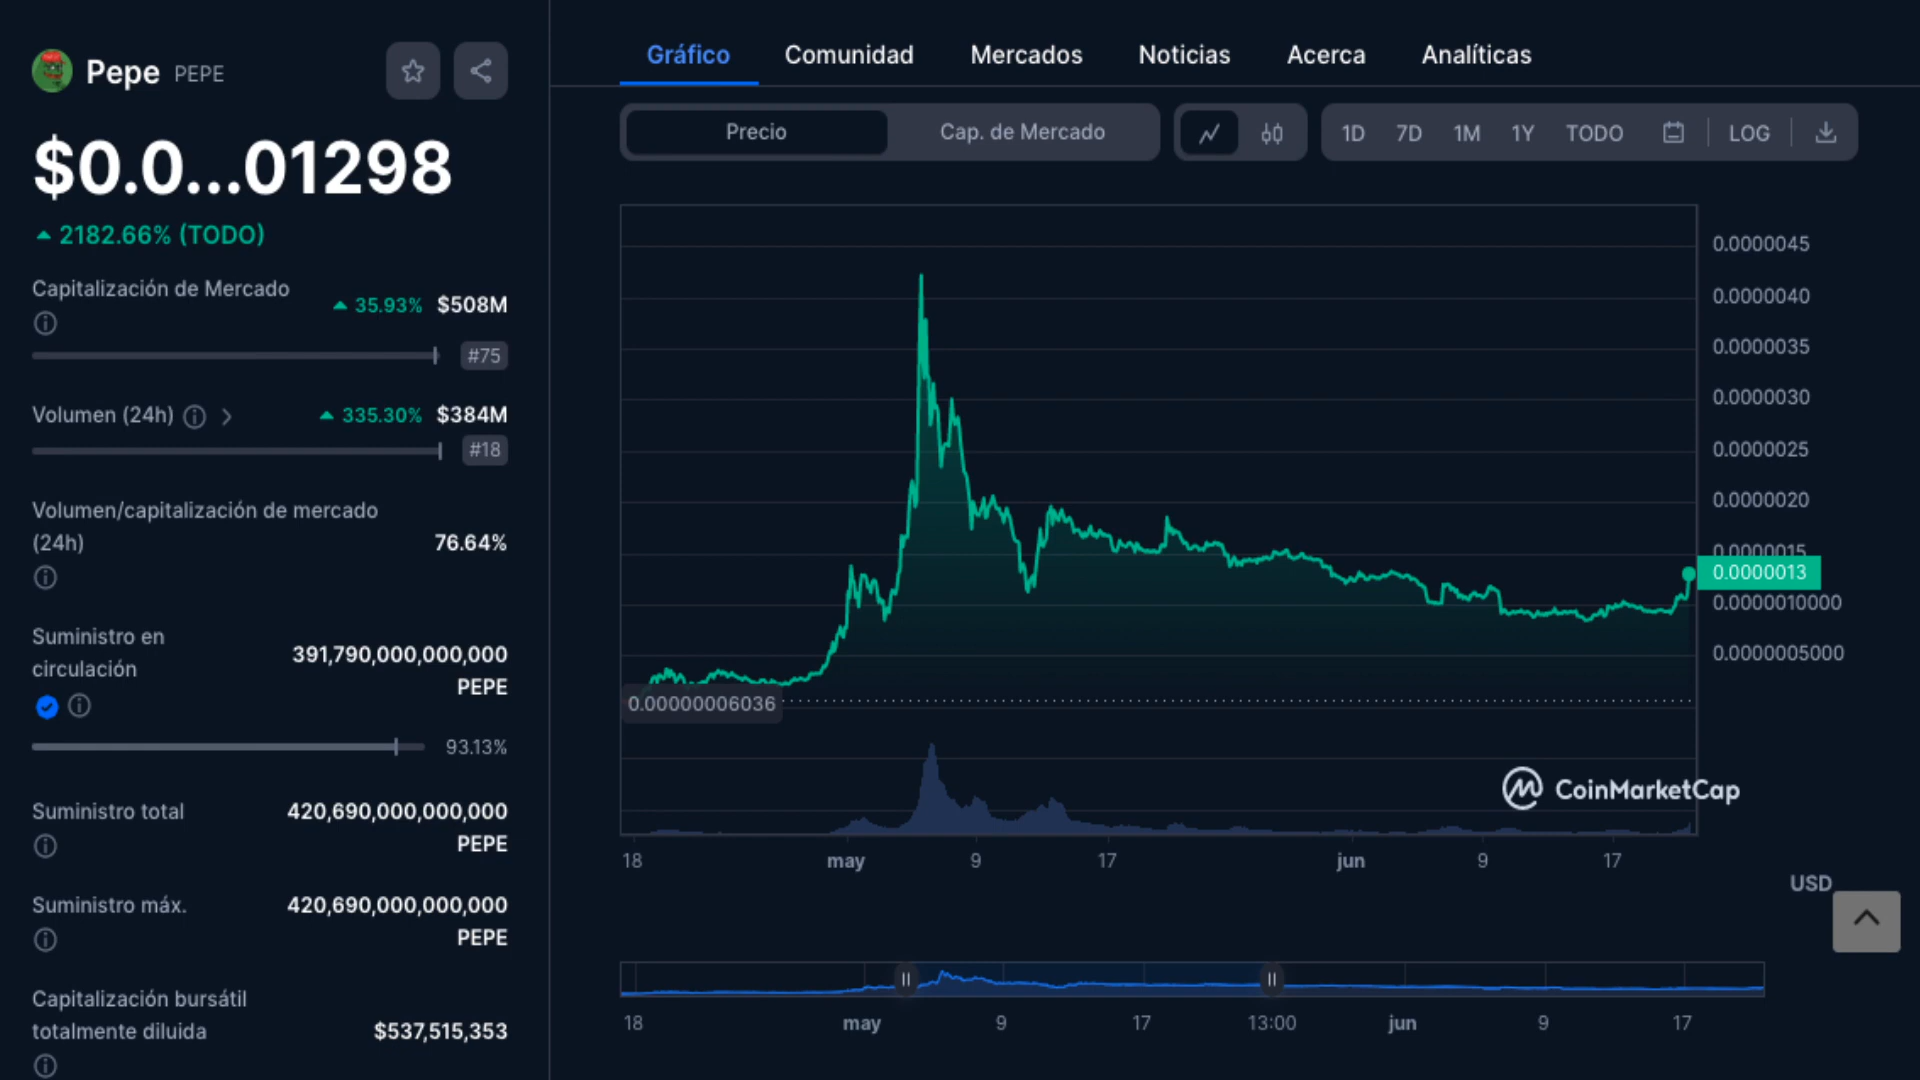 Pepe PEPE
$0.0...01298
2182.66% (TODO)
Capitalización de Mercado
35.93% $508M
#75
Volumen (24h) 335.30% $384M
#18
Volumen/capitalización de mercado
(24h)
76.64%
Suministro en
circulación
391,790,000,000,000
PEPE
93.13%
Suministro total
420,690,000,000,000
PEPE
Suministro máx.
420,690,000,000,000
PEPE
Capitalización bursátil
totalmente diluida
$537,515,353
Gráfico Comunidad Mercados Noticias Acerca Analíticas
Precio Cap. de Mercado 1D 7D 1M 1Y TODO LOG
0.0000045
0.0000040
0.0000035
0.0000030
0.0000025
0.0000020
0.0000015
0.0000013
0.0000010000
0.0000005000
0.00000006036
CoinMarketCap
18 may 9 17 jun 9 17
USD
18 may 9 17 13:00 jun 9 17